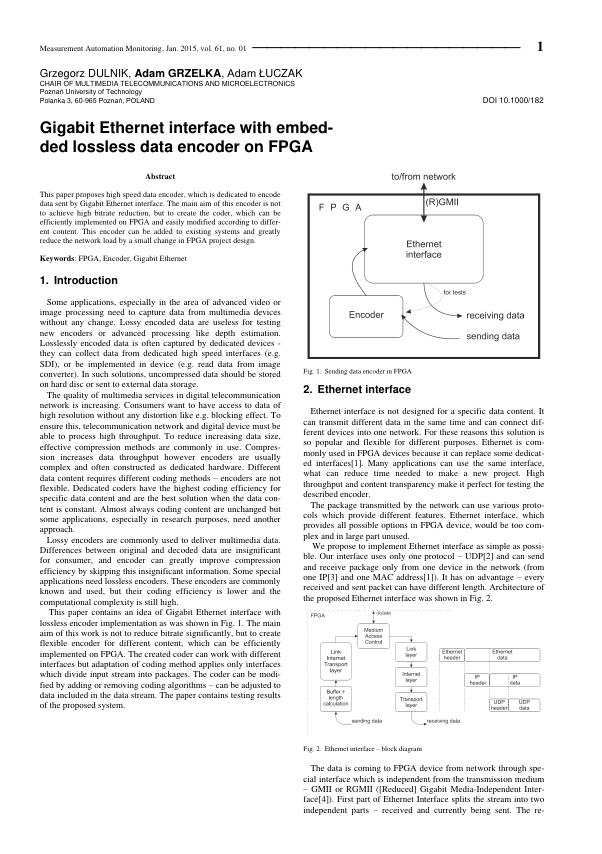 Measurement Automation Monitoring, Jan. 2015, vol. 61, no. 01
1
Grzegorz DULNIK, Adam GRZELKA, Adam ŁUCZAK
CHAIR OF MULTIMEDIA TELECOMMUNICATIONS AND MICROELECTRONICS
Poznań University of Technology
Polanka 3, 60-965 Poznań, POLAND
DOI 10.1000/182
Gigabit Ethernet interface with embed-
ded lossless data encoder on FPGA
Abstract
This paper proposes high speed data encoder, which is dedicated to encode
data sent by Gigabit Ethernet interface. The main aim of this encoder is not
to achieve high bitrate reduction, but to create the coder, which can be
efficiently implemented on FPGA and easily modified according to differ-
ent content. This encoder can be added to existing systems and greatly
reduce the network load by a small change in FPGA project design.
Keywords: FPGA, Encoder, Gigabit Ethernet
1. Introduction
Some applications, especially in the area of advanced video or
image processing need to capture data from multimedia devices
without any change. Lossy encoded data are useless for testing
new encoders or advanced processing like depth estimation.
Losslessly encoded data is often captured by dedicated devices -
they can collect data from dedicated high speed interfaces (e.g.
SDI), or be implemented in device (e.g. read data from image
converter). In such solutions, uncompressed data should be stored
on hard disc or sent to external data storage.
The quality of multimedia services in digital telecommunication
network is increasing. Consumers want to have access to data of
high resolution without any distortion like e.g. blocking effect. To
ensure this, telecommunication network and digital device must be
able to process high throughput. To reduce increasing data size,
effective compression methods are commonly in use. Compres-
sion increases data throughput however encoders are usually
complex and often constructed as dedicated hardware. Different
data content requires different coding methods – encoders are not
flexible. Dedicated coders have the highest coding efficiency for
specific data content and are the best solution when the data con-
tent is constant. Almost always coding content are unchanged but
some applications, especially in research purposes, need another
approach.
Lossy encoders are commonly used to deliver multimedia data.
Differences between original and decoded data are insignificant
for consumer, and encoder can greatly improve compression
efficiency by skipping this insignificant information. Some special
applications need lossless encoders. These encoders are commonly
known and used, but their coding efficiency is lower and the
computational complexity is still high.
This paper contains an idea of Gigabit Ethernet interface with
lossless encoder implementation as was shown in Fig. 1. The main
aim of this work is not to reduce bitrate significantly, but to create
flexible encoder for different content, which can be efficiently
implemented on FPGA. The created coder can work with different
interfaces but adaptation of coding method applies only interfaces
which divide input stream into packages. The coder can be modi-
fied by adding or removing coding algorithms – can be adjusted to
data included in the data stream. The paper contains testing results
of the proposed system.
to/from network
F P G A
(R)GMII
Ethernet
interface
for tests
Encoder
receiving data
sending data
Fig. 1. Sending data encoder in FPGA
2. Ethernet interface
Ethernet interface is not designed for a specific data content. It
can transmit different data in the same time and can connect dif-
ferent devices into one network. For these reasons this solution is
so popular and flexible for different purposes. Ethernet is com-
monly used in FPGA devices because it can replace some dedicat-
ed interfaces[1]. Many applications can use the same interface,
what can reduce time needed to make a new project. High
throughput and content transparency make it perfect for testing the
described encoder.
The package transmitted by the network can use various proto-
cols which provide different features. Ethernet interface, which
provides all possible options in FPGA device, would be too com-
plex and in large part unused.
We propose to implement Ethernet interface as simple as possi-
ble. Our interface uses only one protocol – UDP[2] and can send
and receive package only from one device in the network (from
one IP[3] and one MAC address[1]). It has on advantage – every
received and sent packet can have different length. Architecture of
the proposed Ethernet interface was shown in Fig. 2.
FPGA
(R)GMII
Medium
Access
Control
Link
Internet
Transport
layer
Link
layer
Ethernet
header
Ethernet
data
Internet
layer
IP
header
IP
data
Buffer +
length
calculation
Transport
layer
UDP
header
UDP
data
sending data
receiving data
Fig. 2. Ethernet interface – block diagram
The data is coming to FPGA device from network through spe-
cial interface which is independent from the transmission medium
– GMII or RGMII ([Reduced] Gigabit Media-Independent Inter-
face[4]). First part of Ethernet Interface splits the stream into two
independent parts – received and currently being sent. The re-